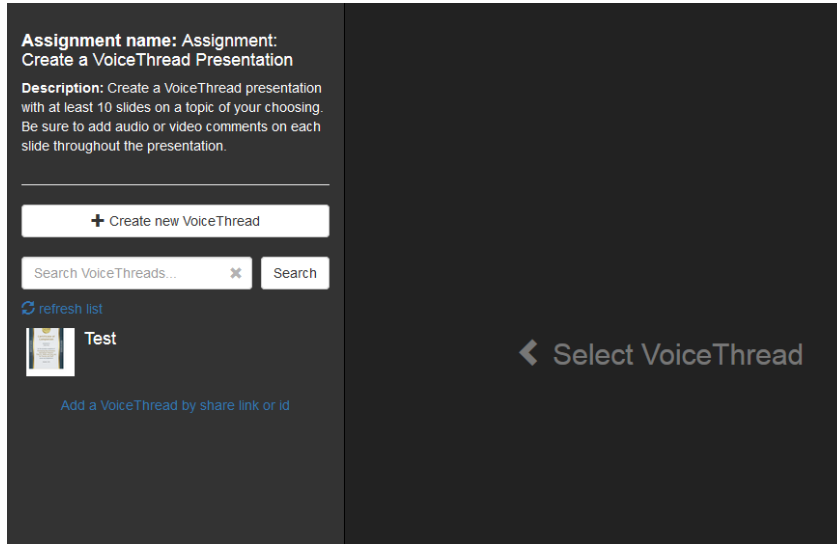 Assignment name: Assignment:
Create a VoiceThread Presentation
Description: Create a VoiceThread presentation
with at least 10 slides on a topic of your choosing.
Be sure to add audio or video comments on each
slide throughout the presentation.
Create new VoiceThread
Search VoiceThreads...
Search
refresh list
Test
Add a VoiceThread by share link or id
Select VoiceThread